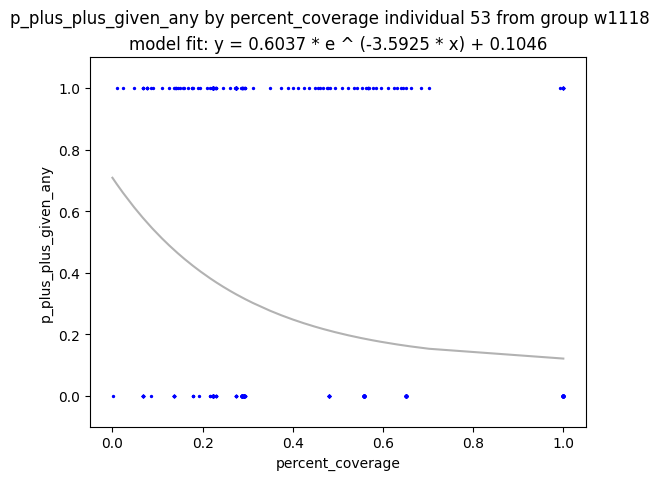 p_plus_plus_given_any by percent_coverage individual 53 from group w1118
model fit: y = 0.6037 * e ^ (-3.5925 * x) + 0.1046
1.0
0.8
0.6
0.4
0.2
0.0
p_plus_plus_given_any
0.0 0.2 0.4 0.6 0.8 1.0
percent_coverage